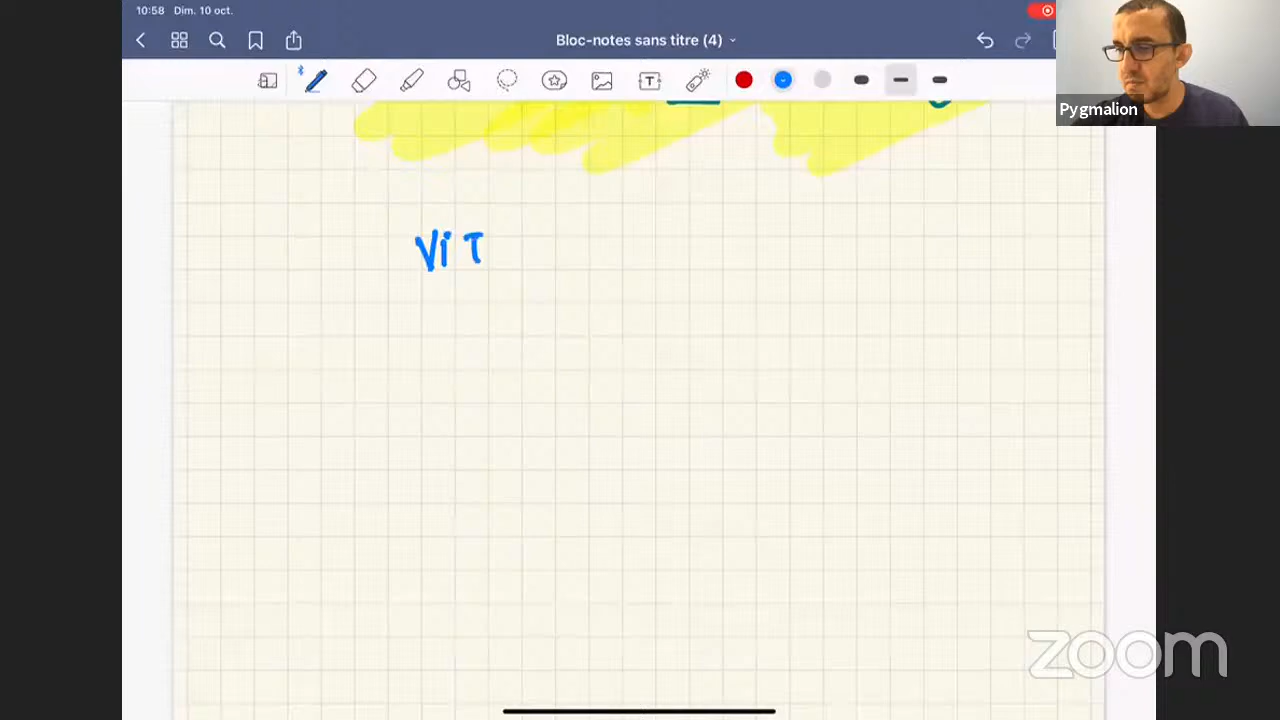 10:58 Dim. 10 oct.
Bloc-notes sans titre (4)
T
Pygmalion
Vi T
zoom